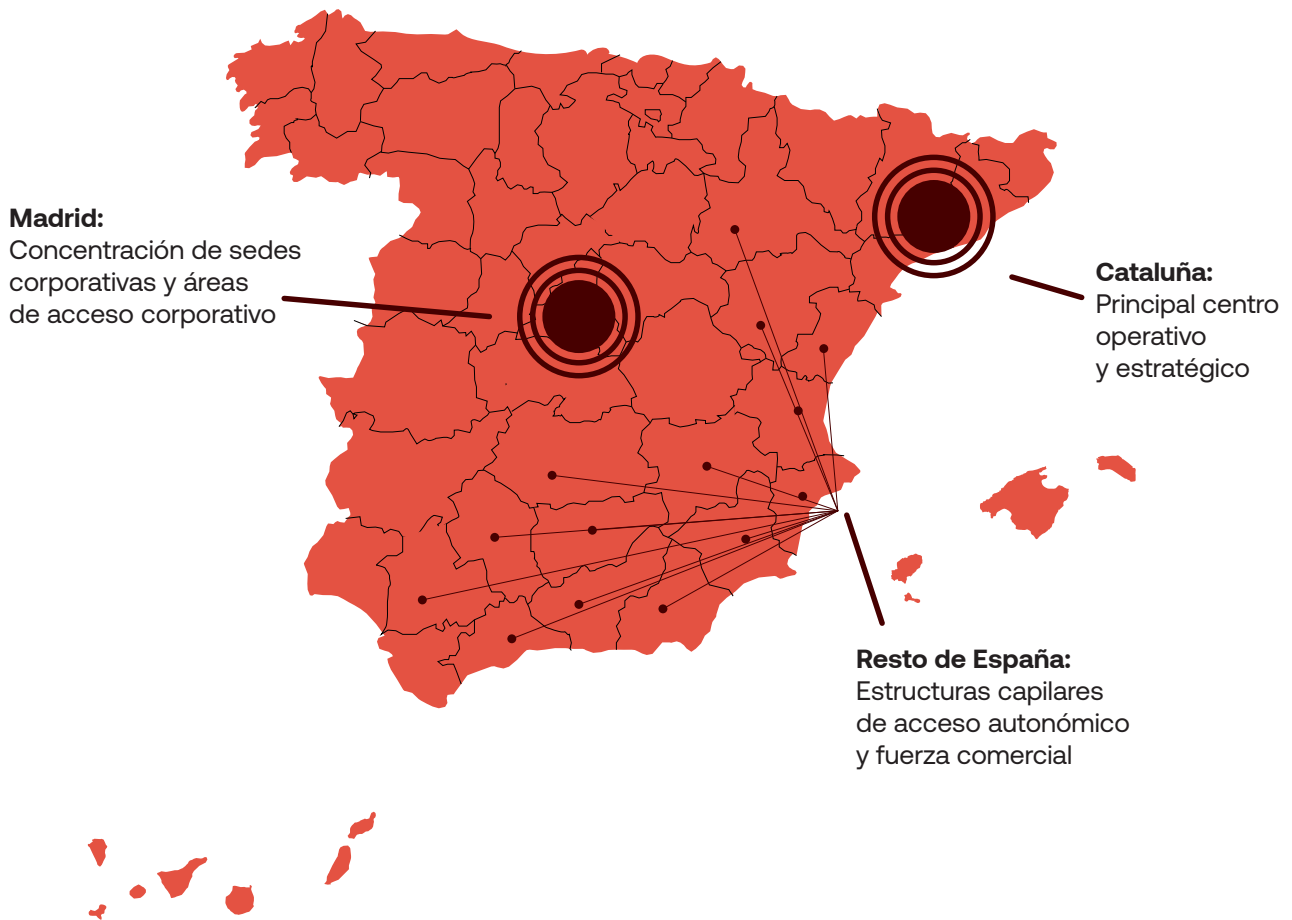 Madrid:
Concentración de sedes
corporativas y áreas
de acceso corporativo
Cataluña:
Principal centro
operativo
y estratégico
Resto de España:
Estructuras capilares
de acceso autonómico
y fuerza comercial